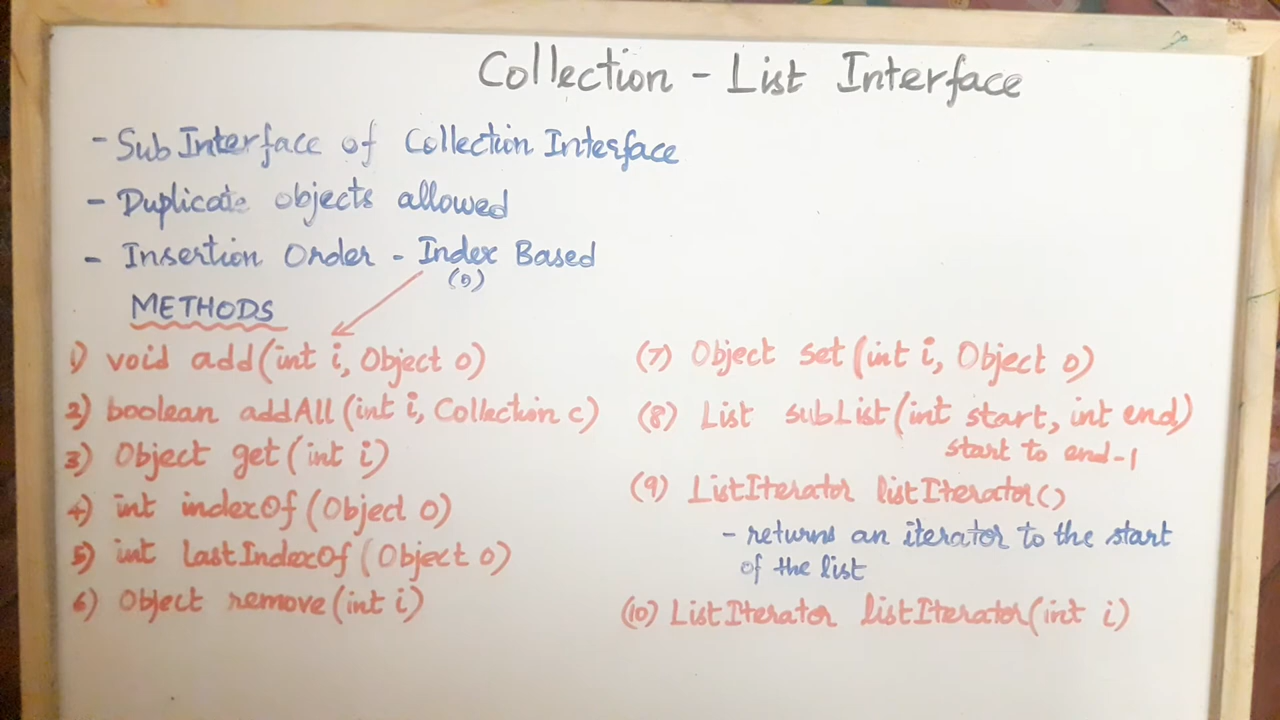 Collection - List Interface
- SubInterface of Collection Interface
- Duplicate objects allowed
- Insertion Order - Index Based
(0)
METHODS
1) void add(int i, Object o)
2) boolean addAll(int i, Collection c)
3) Object get(int i)
4) int indexOf(Object o)
5) int lastIndexOf(Object o)
6) Object remove(int i)
(7) Object set(int i, Object o)
(8) List subList(int start, int end)
start to end-1
(9) ListIterator listIterator()
- returns an iterator to the start
of the list
(10) ListIterator listIterator(int i)